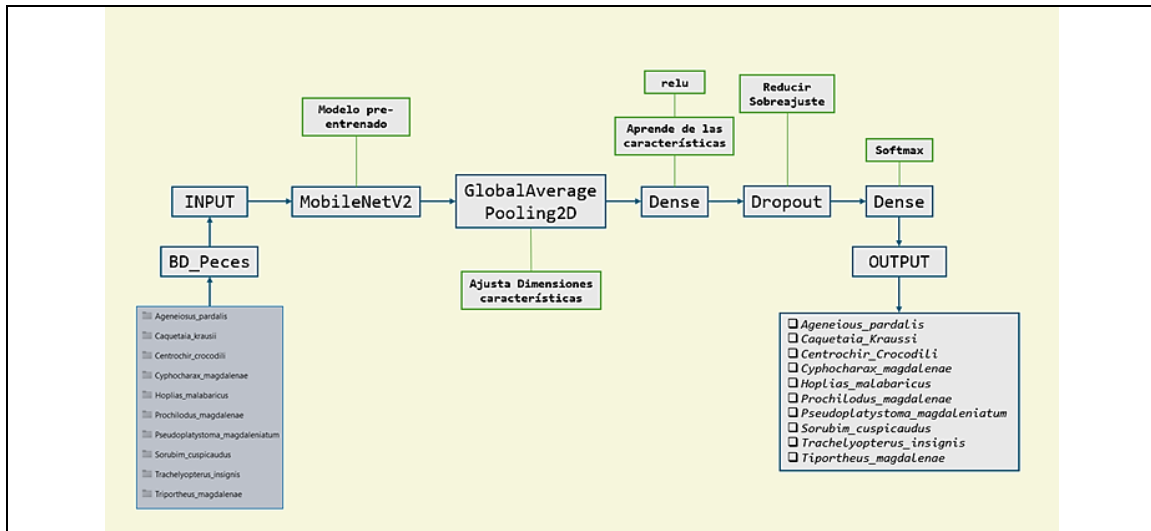 relu
Reducir
Sobreajuste
Modelo pre-
entrenado
Aprende de las
características
Softmax
INPUT
MobileNetV2
GlobalAverage
Pooling2D
Dense
Dropout
Dense
BD_Peces
Ajusta Dimensiones
características
OUTPUT
Ageneiosus_pardalis
Caquetaia_krausii
Centrochir_crocodili
Cyphocharax_magdalenae
Hoplias_malabaricus
Prochilodus_magdalenae
Pseudoplatystoma_magdaleniatum
Sorubim_cuspicaudus
Trachelyopterus_insignis
Triportheus_magdalenae
Ageneious_pardalis
Caquetaia_Kraussi
Centrochir_Crocodili
Cyphocharax_magdalenae
Hoplias_malabaricus
Prochilodus_magdalenae
Pseudoplatystoma_magdaleniatum
Sorubim_cuspicaudus
Trachelyopterus_insignis
Tiportheus_magdalenae